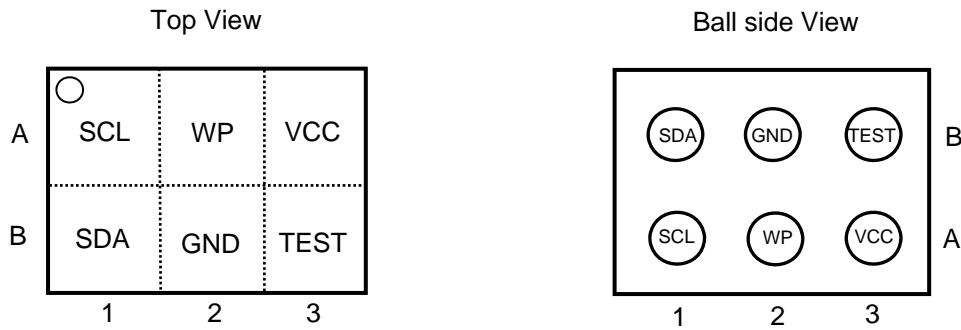 Top View
A SCL WP VCC
B SDA GND TEST
1 2 3
Ball side View
SDA GND TEST B
SCL WP VCC A
1 2 3